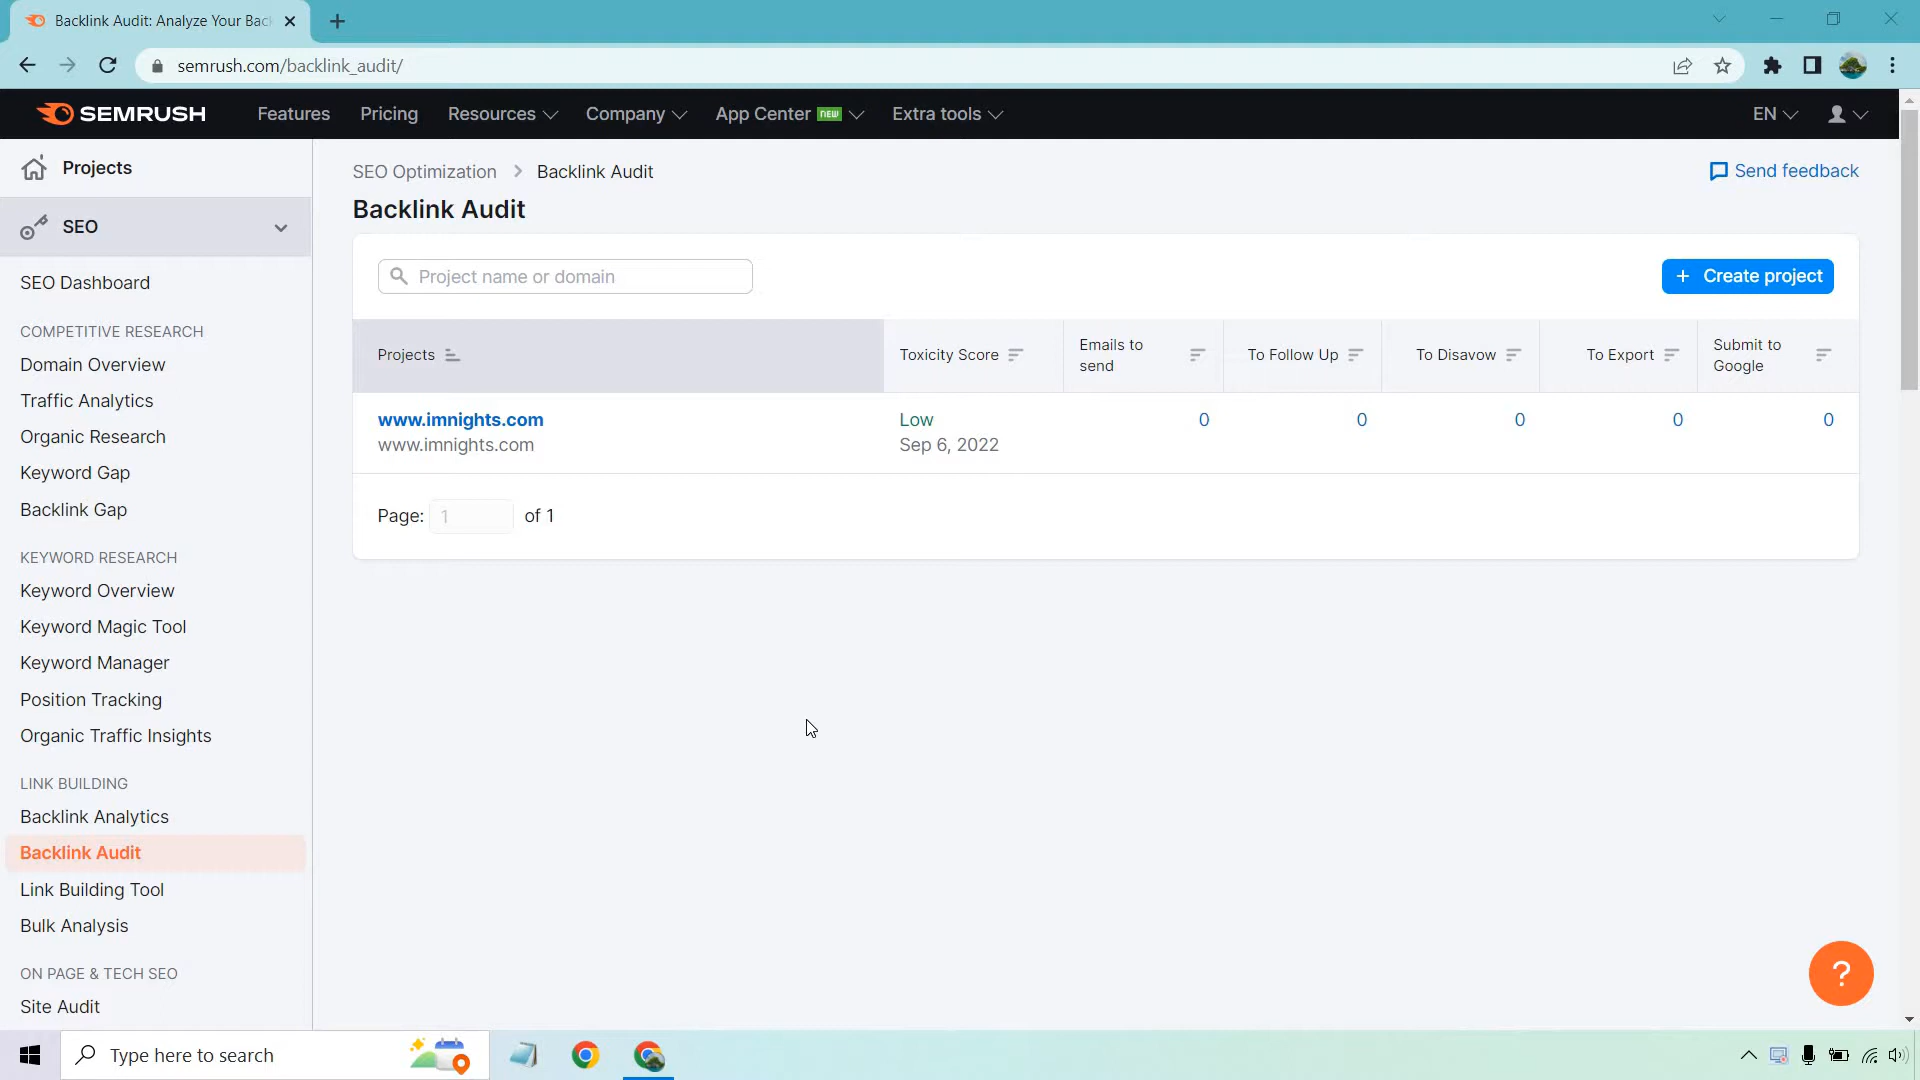 Backlink Audit: Analyze Your Bac
semrush.com/backlink_audit/
SEMRUSH Features Pricing Resources Company App Center NEW Extra tools EN
Projects
SEO
SEO Dashboard
COMPETITIVE RESEARCH
Domain Overview
Traffic Analytics
Organic Research
Keyword Gap
Backlink Gap
KEYWORD RESEARCH
Keyword Overview
Keyword Magic Tool
Keyword Manager
Position Tracking
Organic Traffic Insights
LINK BUILDING
Backlink Analytics
Backlink Audit
Link Building Tool
Bulk Analysis
ON PAGE & TECH SEO
Site Audit
SEO Optimization > Backlink Audit
Send feedback
Backlink Audit
Project name or domain
+ Create project
Projects Toxicity Score Emails to send To Follow Up To Disavow To Export Submit to Google
www.imnights.com Low 0 0 0 0 0
www.imnights.com Sep 6, 2022
Page: 1 of 1
?
Type here to search